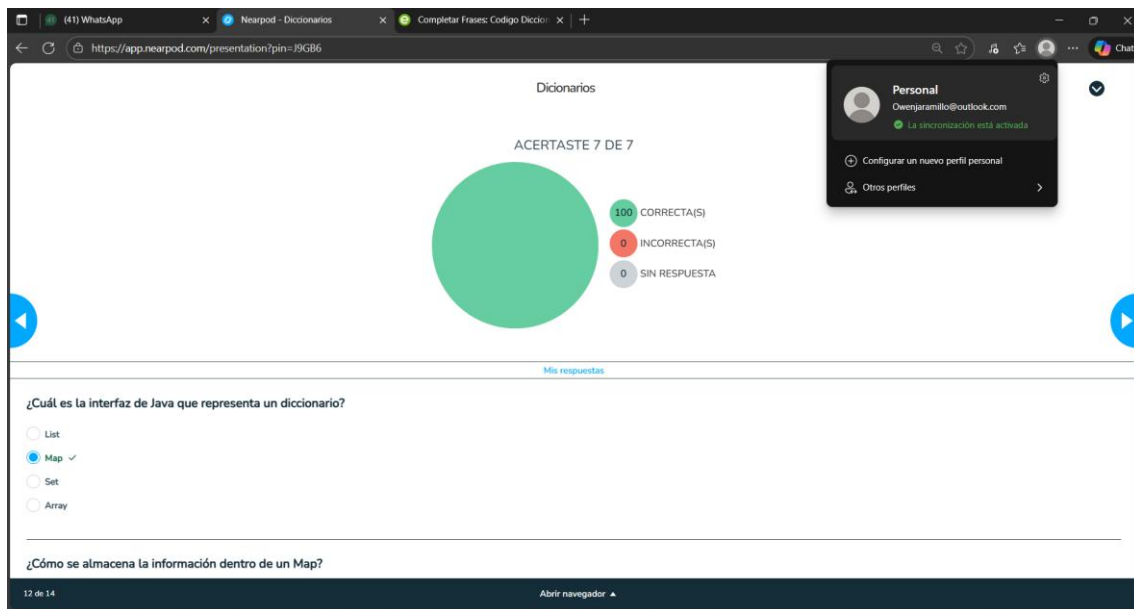 (41) WhatsApp
Nearpod - Diccionarios
Completar Frases: Codigo Diccion
https://app.nearpod.com/presentation?pin=J9GB6
Chat
Personal
Owenjaramillo@outlook.com
La sincronización está activada
Configurar un nuevo perfil personal
Otros perfiles
Dicionarios
ACERTASTE 7 DE 7
100 CORRECTA(S)
0 INCORRECTA(S)
0 SIN RESPUESTA
Mis respuestas
¿Cuál es la interfaz de Java que representa un diccionario?
List
Map
Set
Array
¿Cómo se almacena la información dentro de un Map?
12 de 14
Abrir navegador